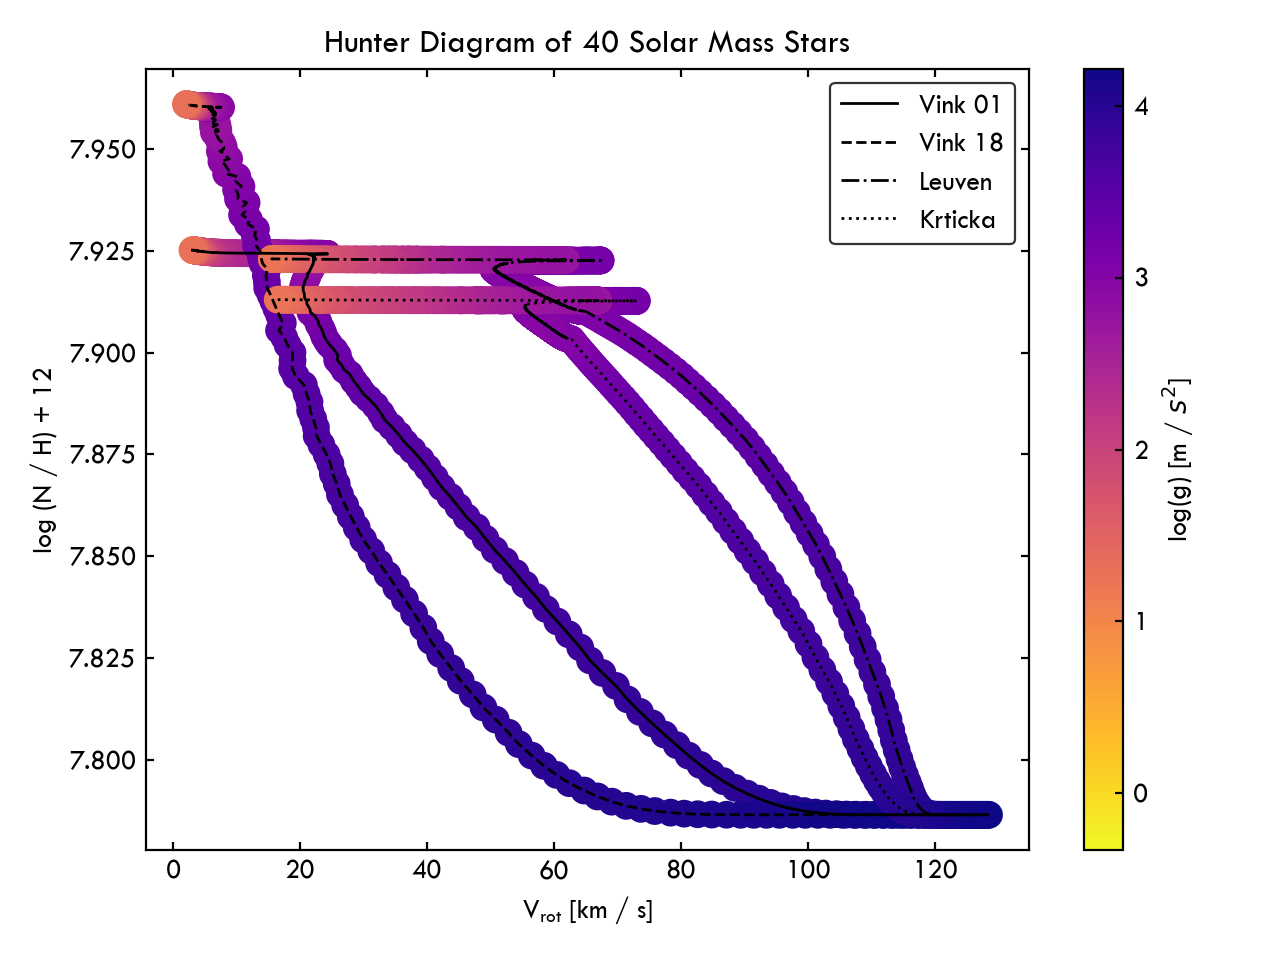 Hunter Diagram of 40 Solar Mass Stars
Vink 01
Vink 18
Leuven
Krticka
7.950
7.925
7.900
7.875
7.850
7.825
7.800
log (N / H) + 12
0
20
40
60
80
100
120
V_rot [km / s]
4
3
2
1
0
log(g) [m / s²]